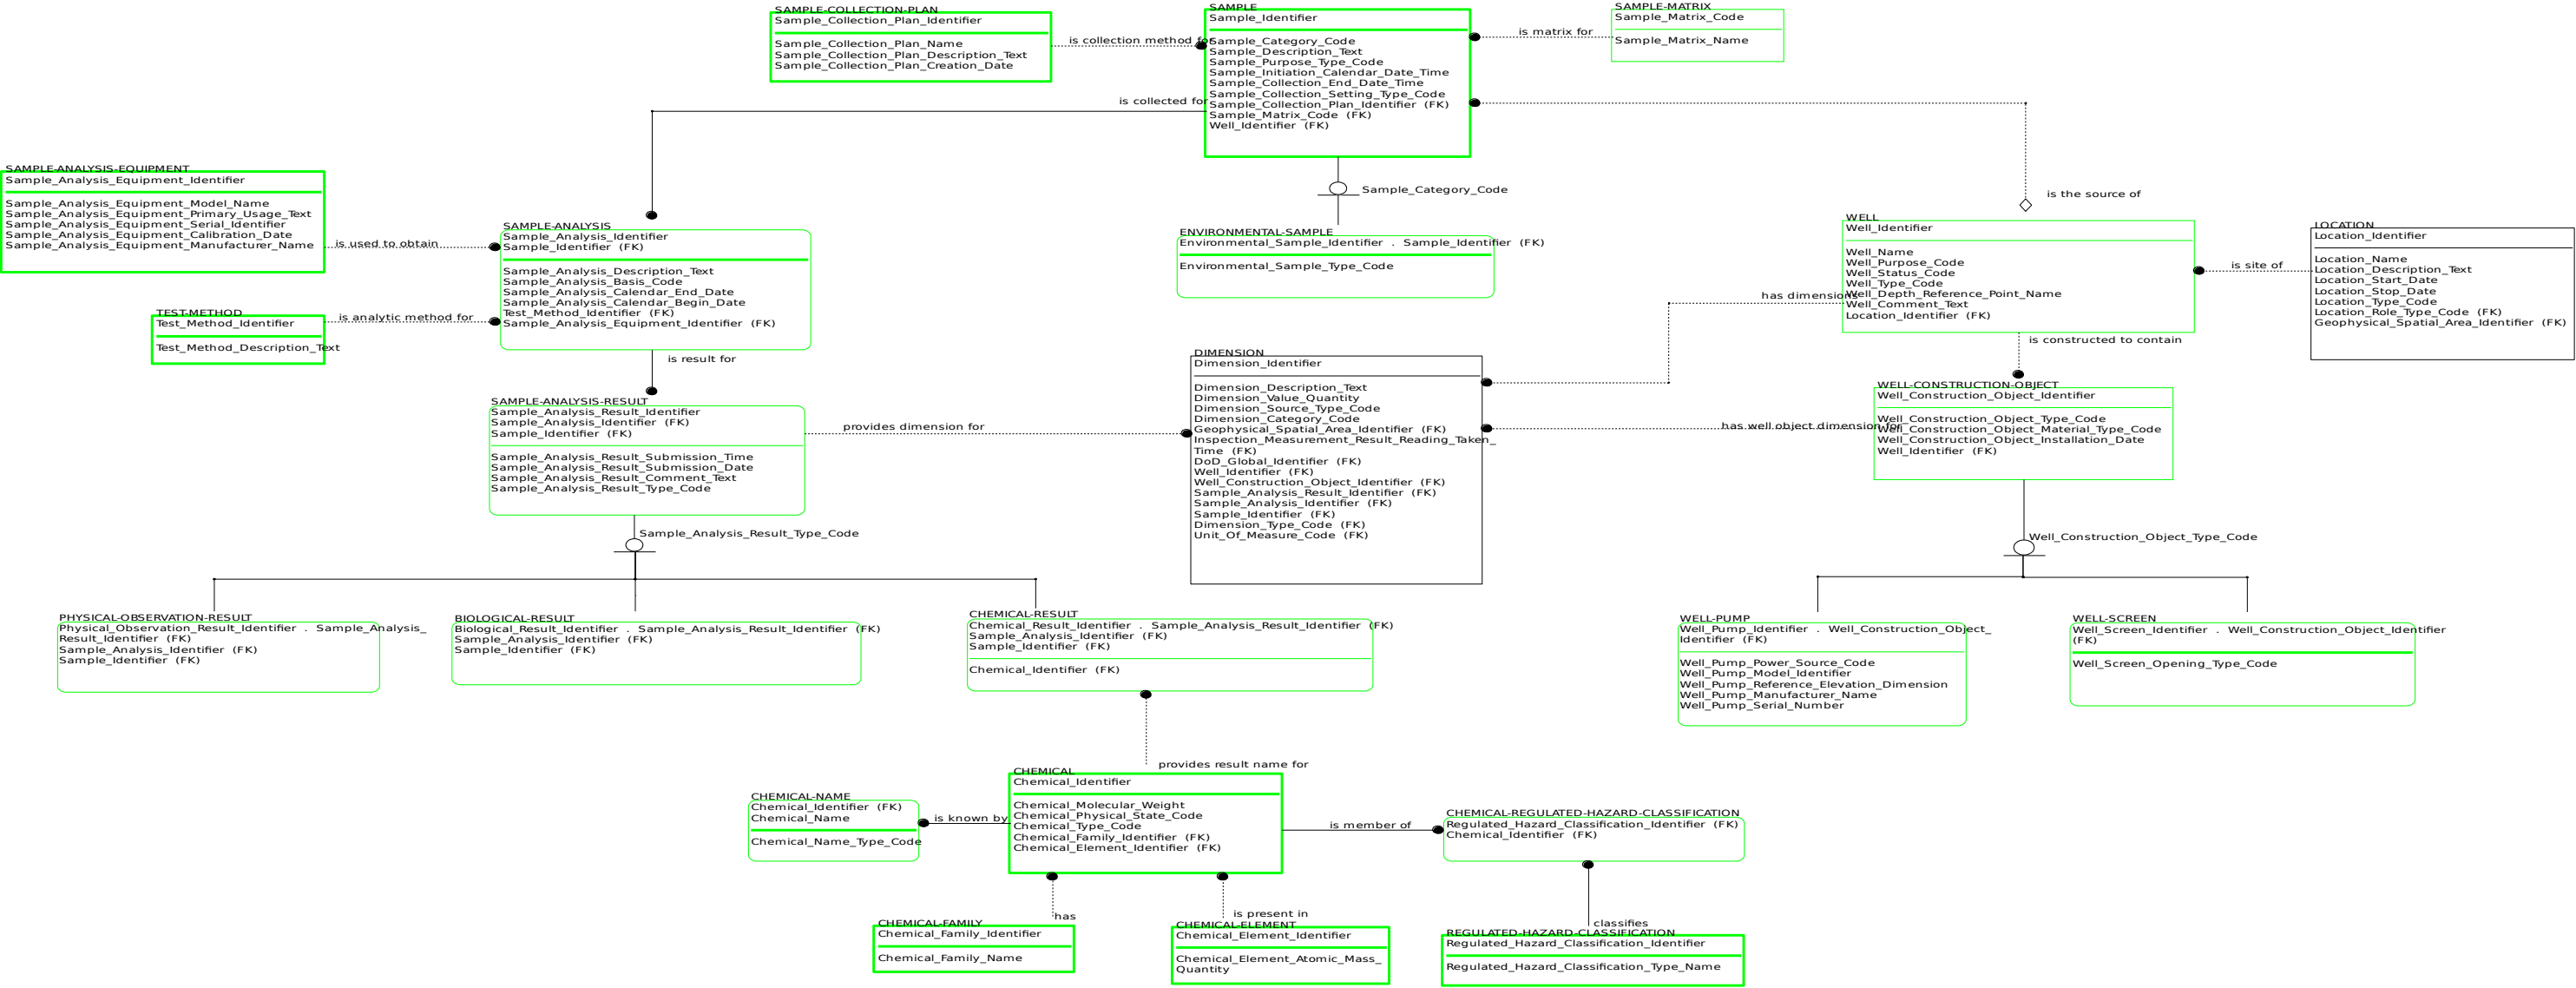 SAMPLE-COLLECTION-PLAN
Sample_Collection_Plan_Identifier
Sample_Collection_Plan_Name
Sample_Collection_Plan_Description_Text
Sample_Collection_Plan_Creation_Date
is collection method for
SAMPLE
Sample_Identifier
Sample_Category_Code
Sample_Description_Text
Sample_Purpose_Type_Code
Sample_Initiation_Calendar_Date_Time
Sample_Collection_End_Date_Time
Sample_Collection_Setting_Type_Code
Sample_Collection_Plan_Identifier (FK)
Sample_Matrix_Code (FK)
Well_Identifier (FK)
is matrix for
SAMPLE-MATRIX
Sample_Matrix_Code
Sample_Matrix_Name
is collected for
Sample_Category_Code
is the source of
SAMPLE-ANALYSIS-EQUIPMENT
Sample_Analysis_Equipment_Identifier
Sample_Analysis_Equipment_Model_Name
Sample_Analysis_Equipment_Primary_Usage_Text
Sample_Analysis_Equipment_Serial_Identifier
Sample_Analysis_Equipment_Calibration_Date
Sample_Analysis_Equipment_Manufacturer_Name
is used to obtain
SAMPLE-ANALYSIS
Sample_Analysis_Identifier
Sample_Identifier (FK)
Sample_Analysis_Description_Text
Sample_Analysis_Basis_Code
Sample_Analysis_Calendar_End_Date
Sample_Analysis_Calendar_Begin_Date
Test_Method_Identifier (FK)
Sample_Analysis_Equipment_Identifier (FK)
ENVIRONMENTAL-SAMPLE
Environmental_Sample_Identifier . Sample_Identifier (FK)
Environmental_Sample_Type_Code
WELL
Well_Identifier
Well_Name
Well_Purpose_Code
Well_Status_Code
Well_Type_Code
Well_Depth_Reference_Point_Name
Well_Comment_Text
Location_Identifier (FK)
is site of
LOCATION
Location_Identifier
Location_Name
Location_Description_Text
Location_Start_Date
Location_Stop_Date
Location_Type_Code
Location_Role_Type_Code (FK)
Geophysical_Spatial_Area_Identifier (FK)
has dimensions
TEST-METHOD
Test_Method_Identifier
Test_Method_Description_Text
is analytic method for
is result for
is constructed to contain
DIMENSION
Dimension_Identifier
Dimension_Description_Text
Dimension_Value_Quantity
Dimension_Source_Type_Code
Dimension_Category_Code
Geophysical_Spatial_Area_Identifier (FK)
Inspection_Measurement_Result_Reading_Taken_
Time (FK)
DoD_Global_Identifier (FK)
Well_Identifier (FK)
Well_Construction_Object_Identifier (FK)
Sample_Analysis_Result_Identifier (FK)
Sample_Analysis_Identifier (FK)
Sample_Identifier (FK)
Dimension_Type_Code (FK)
Unit_Of_Measure_Code (FK)
WELL-CONSTRUCTION-OBJECT
Well_Construction_Object_Identifier
Well_Construction_Object_Type_Code
Well_Construction_Object_Material_Type_Code
Well_Construction_Object_Installation_Date
Well_Identifier (FK)
has well object dimension for
SAMPLE-ANALYSIS-RESULT
Sample_Analysis_Result_Identifier
Sample_Analysis_Identifier (FK)
Sample_Identifier (FK)
Sample_Analysis_Result_Submission_Time
Sample_Analysis_Result_Submission_Date
Sample_Analysis_Result_Comment_Text
Sample_Analysis_Result_Type_Code
provides dimension for
Sample_Analysis_Result_Type_Code
Well_Construction_Object_Type_Code
PHYSICAL-OBSERVATION-RESULT
Physical_Observation_Result_Identifier . Sample_Analysis_
Result_Identifier (FK)
Sample_Analysis_Identifier (FK)
Sample_Identifier (FK)
BIOLOGICAL-RESULT
Biological_Result_Identifier . Sample_Analysis_Result_Identifier (FK)
Sample_Analysis_Identifier (FK)
Sample_Identifier (FK)
CHEMICAL-RESULT
Chemical_Result_Identifier . Sample_Analysis_Result_Identifier (FK)
Sample_Analysis_Identifier (FK)
Sample_Identifier (FK)
Chemical_Identifier (FK)
WELL-PUMP
Well_Pump_Identifier . Well_Construction_Object_
Identifier (FK)
Well_Pump_Power_Source_Code
Well_Pump_Model_Identifier
Well_Pump_Reference_Elevation_Dimension
Well_Pump_Manufacturer_Name
Well_Pump_Serial_Number
WELL-SCREEN
Well_Screen_Identifier . Well_Construction_Object_Identifier
(FK)
Well_Screen_Opening_Type_Code
provides result name for
CHEMICAL-NAME
Chemical_Identifier (FK)
Chemical_Name
Chemical_Name_Type_Code
is known by
CHEMICAL
Chemical_Identifier
Chemical_Molecular_Weight
Chemical_Physical_State_Code
Chemical_Type_Code
Chemical_Family_Identifier (FK)
Chemical_Element_Identifier (FK)
is member of
CHEMICAL-REGULATED-HAZARD-CLASSIFICATION
Regulated_Hazard_Classification_Identifier (FK)
Chemical_Identifier (FK)
has
is present in
classifies
CHEMICAL-FAMILY
Chemical_Family_Identifier
Chemical_Family_Name
CHEMICAL-ELEMENT
Chemical_Element_Identifier
Chemical_Element_Atomic_Mass_
Quantity
REGULATED-HAZARD-CLASSIFICATION
Regulated_Hazard_Classification_Identifier
Regulated_Hazard_Classification_Type_Name